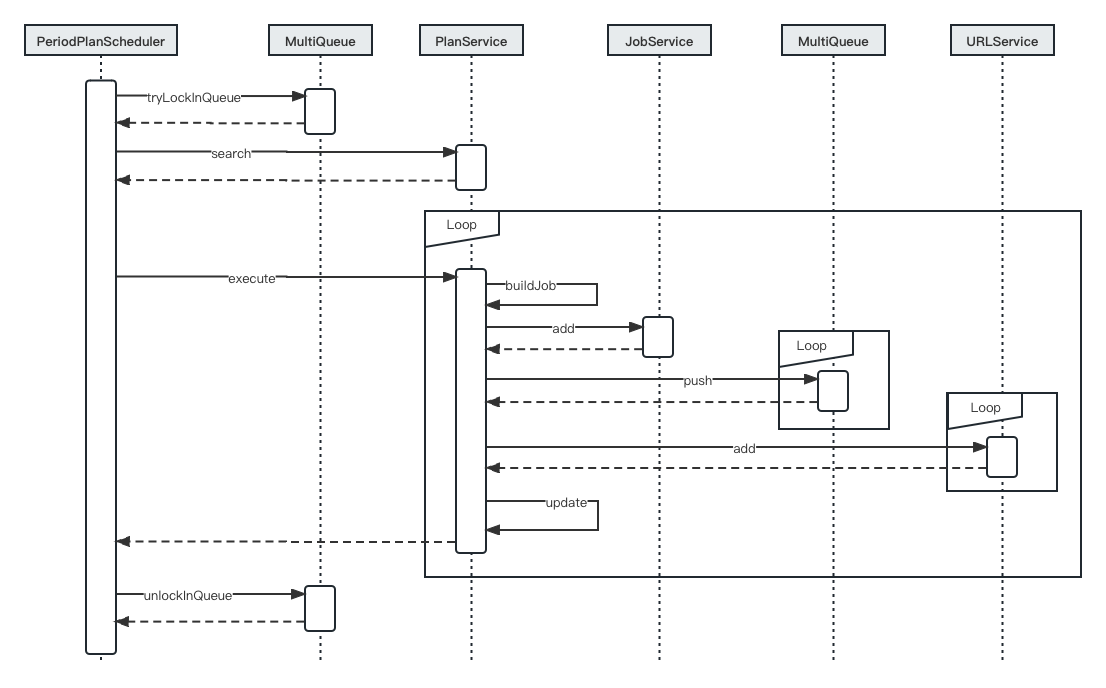 PeriodPlanScheduler
MultiQueue
PlanService
JobService
MultiQueue
URLService
tryLockInQueue
search
Loop
execute
buildJob
add
Loop
push
Loop
add
update
unlockInQueue